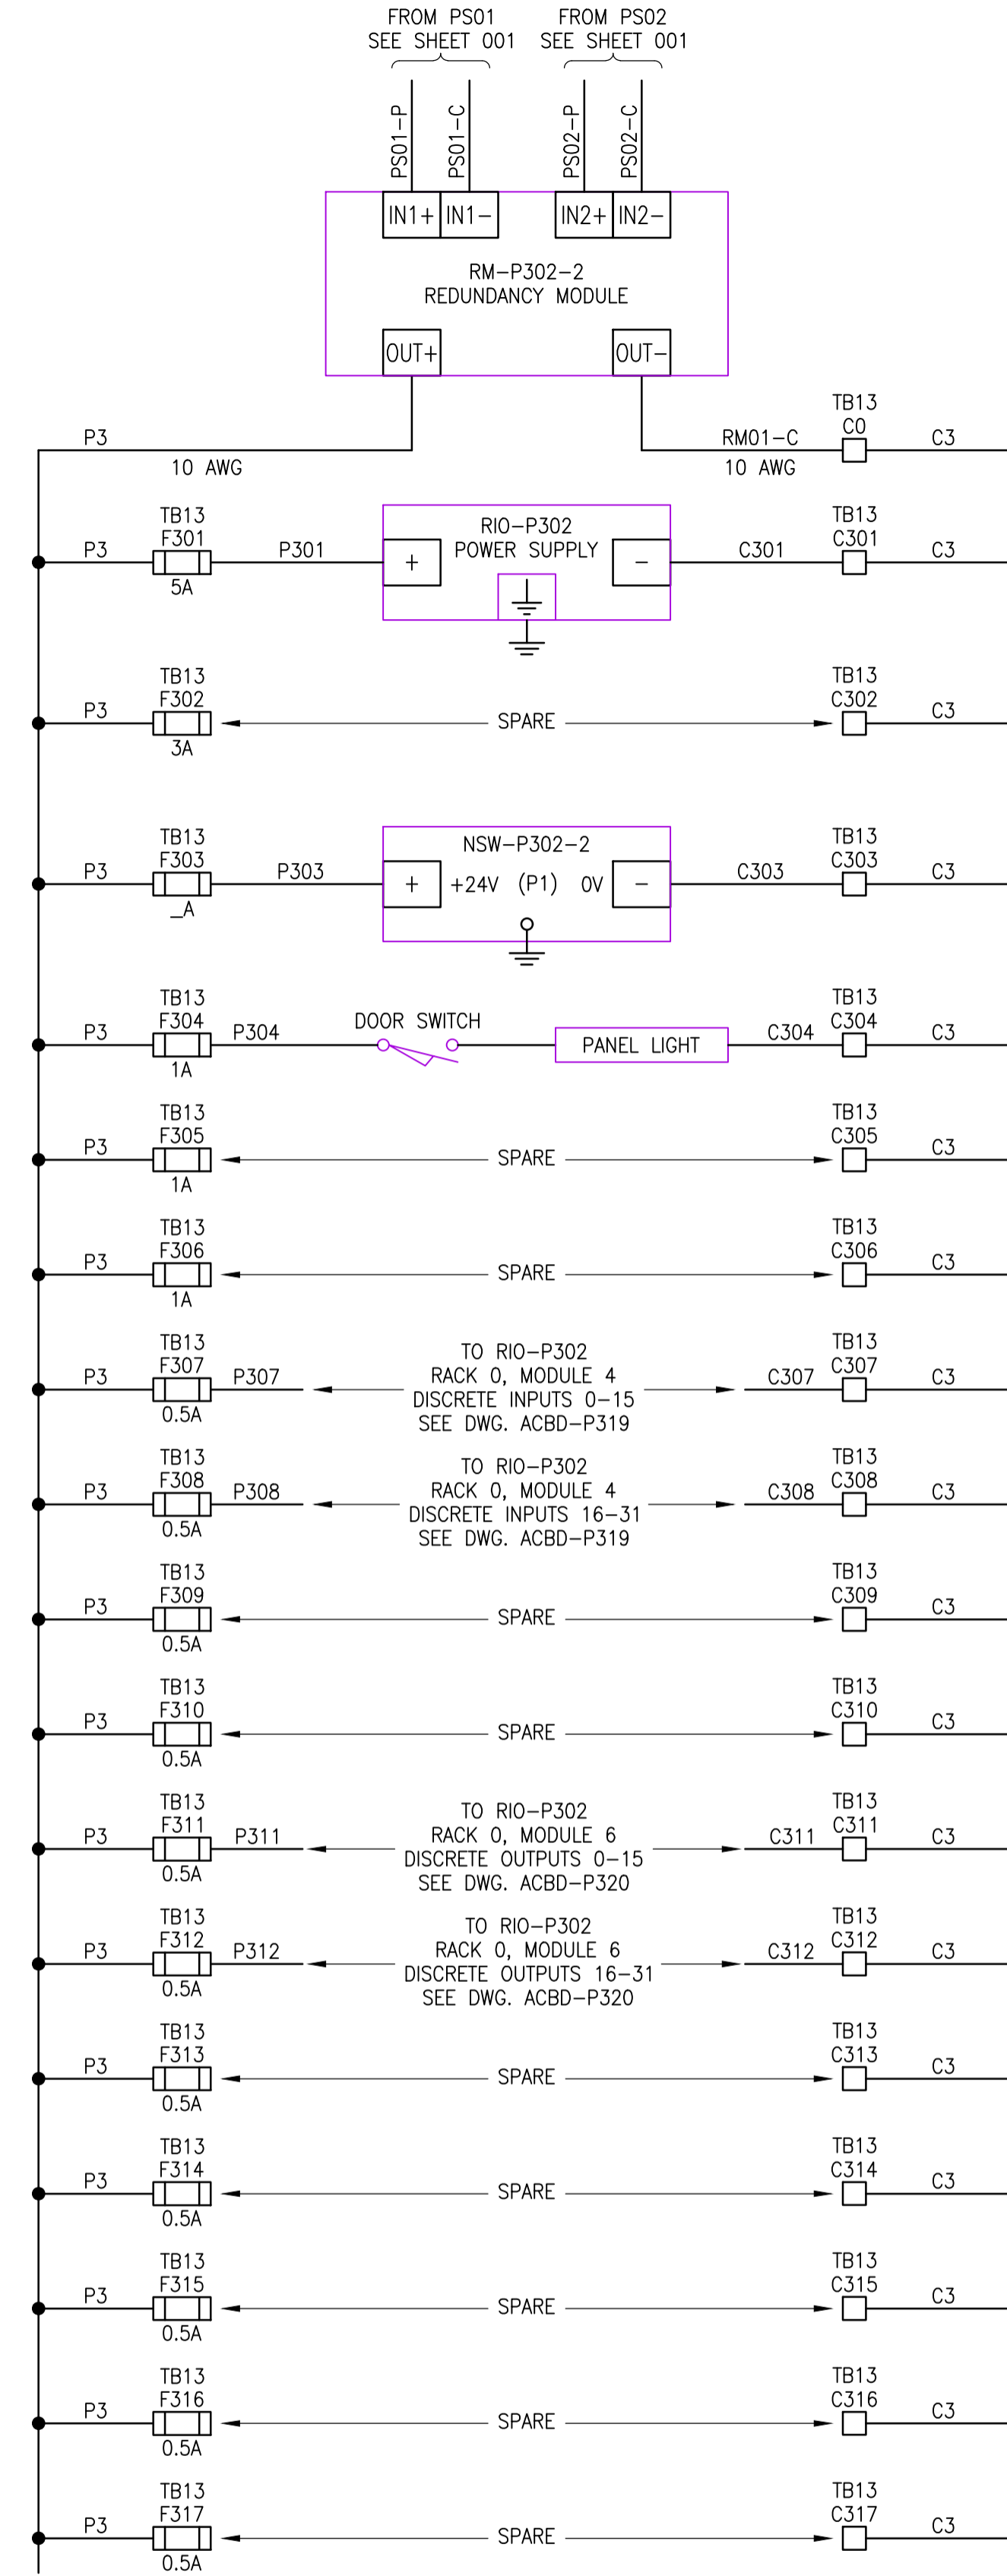 FROM PS01 FROM PS02
SEE SHEET 001 SEE SHEET 001
PS01-P PS01-C PS02-P PS02-C
IN1+ IN1- IN2+ IN2-
RM-P302-2
REDUNDANCY MODULE
OUT+ OUT-
TB13
P3 RM01-C C0 C3
10 AWG 10 AWG
TB13 RIO-P302 TB13
F301 POWER SUPPLY C301
P3 P301 + - C301 C3
5A
TB13 TB13
F302 C302
P3 SPARE C3
3A
TB13 NSW-P302-2 TB13
F303 C303
P3 P303 + +24V (P1) 0V - C303 C3
_A
TB13 TB13
F304 DOOR SWITCH C304
P3 P304 PANEL LIGHT C304 C3
1A
TB13 TB13
F305 C305
P3 SPARE C3
1A
TB13 TB13
F306 C306
P3 SPARE C3
1A
TB13 TO RIO-P302 TB13
F307 RACK 0, MODULE 4 C307
P3 P307 DISCRETE INPUTS 0-15 C307 C3
0.5A SEE DWG. ACBD-P319
TB13 TO RIO-P302 TB13
F308 RACK 0, MODULE 4 C308
P3 P308 DISCRETE INPUTS 16-31 C308 C3
0.5A SEE DWG. ACBD-P319
TB13 TB13
F309 C309
P3 SPARE C3
0.5A
TB13 TB13
F310 C310
P3 SPARE C3
0.5A
TB13 TO RIO-P302 TB13
F311 RACK 0, MODULE 6 C311
P3 P311 DISCRETE OUTPUTS 0-15 C311 C3
0.5A SEE DWG. ACBD-P320
TB13 TO RIO-P302 TB13
F312 RACK 0, MODULE 6 C312
P3 P312 DISCRETE OUTPUTS 16-31 C312 C3
0.5A SEE DWG. ACBD-P320
TB13 TB13
F313 C313
P3 SPARE C3
0.5A
TB13 TB13
F314 C314
P3 SPARE C3
0.5A
TB13 TB13
F315 C315
P3 SPARE C3
0.5A
TB13 TB13
F316 C316
P3 SPARE C3
0.5A
TB13 TB13
F317 C317
P3 SPARE C3
0.5A